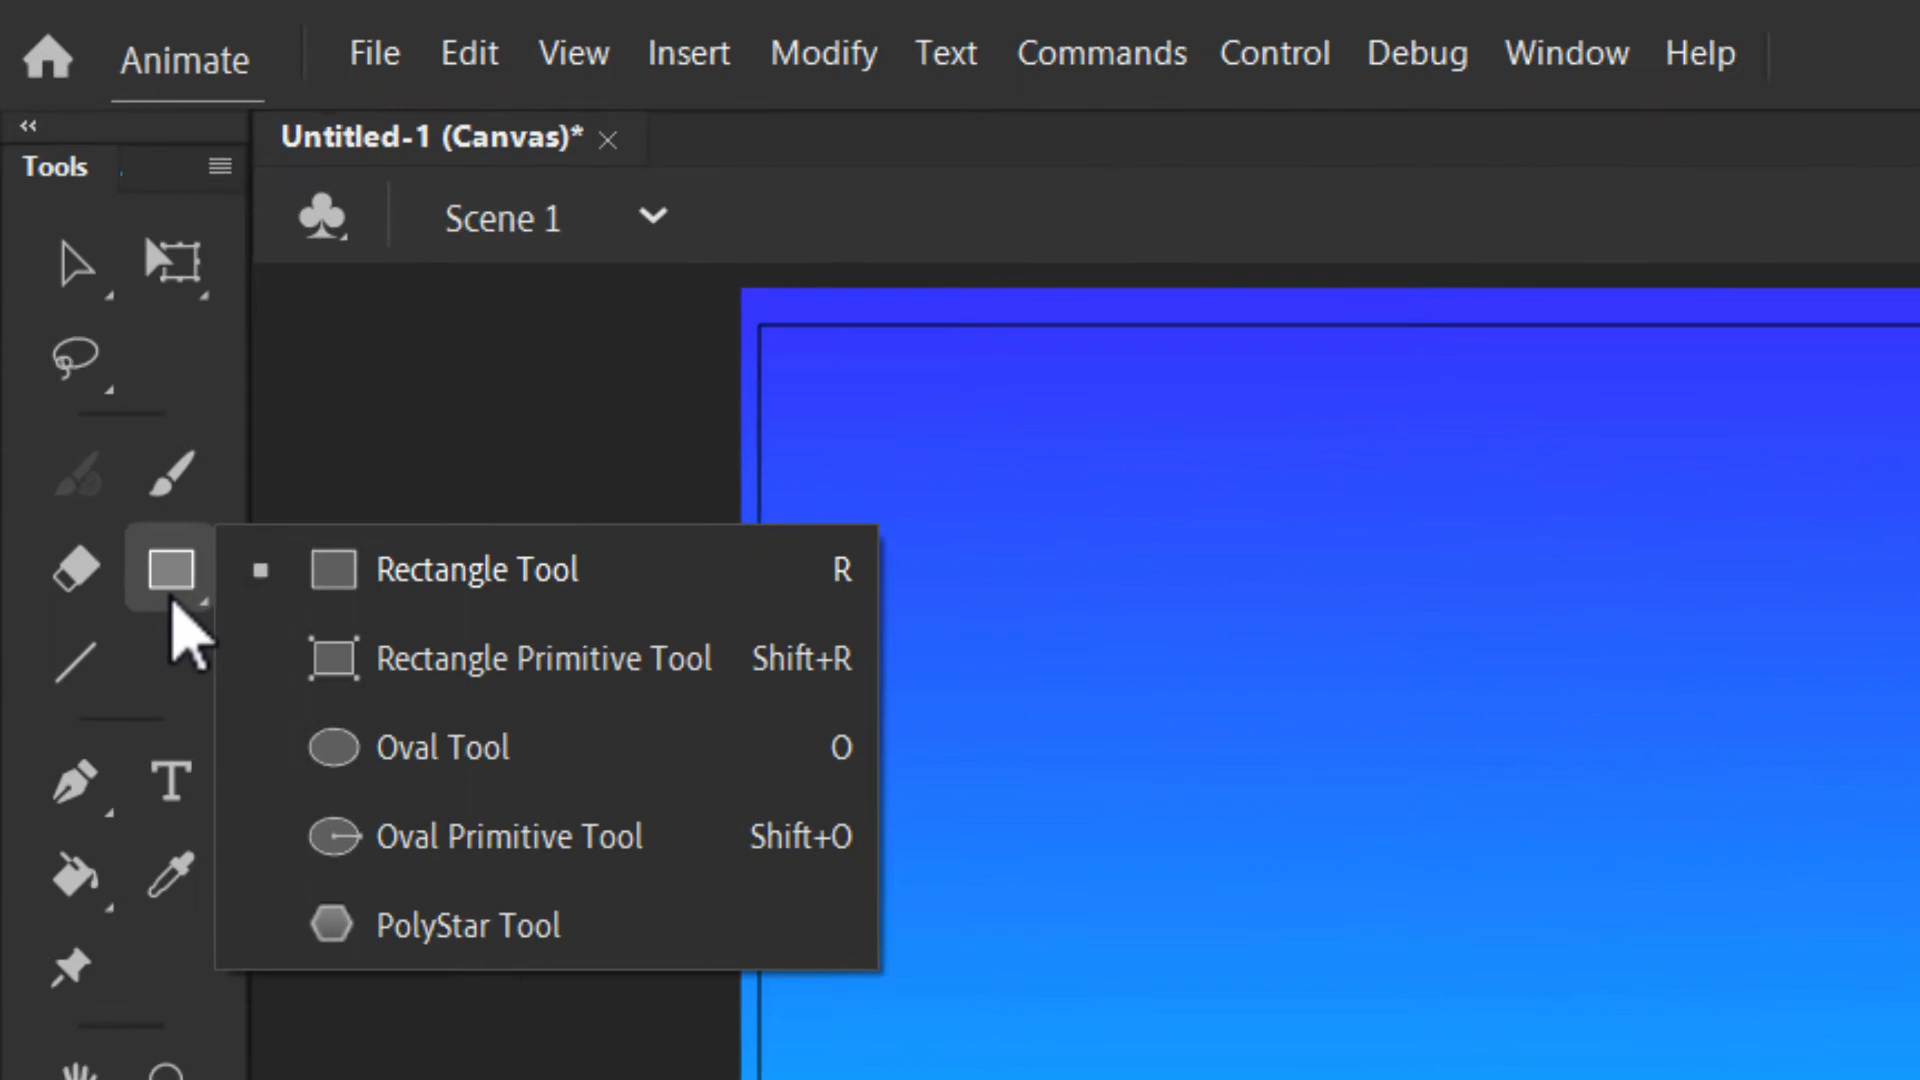 Animate File Edit View Insert Modify Text Commands Control Debug Window Help
Untitled-1 (Canvas)*
Tools
Scene 1
Rectangle Tool R
Rectangle Primitive Tool Shift+R
Oval Tool O
Oval Primitive Tool Shift+O
PolyStar Tool